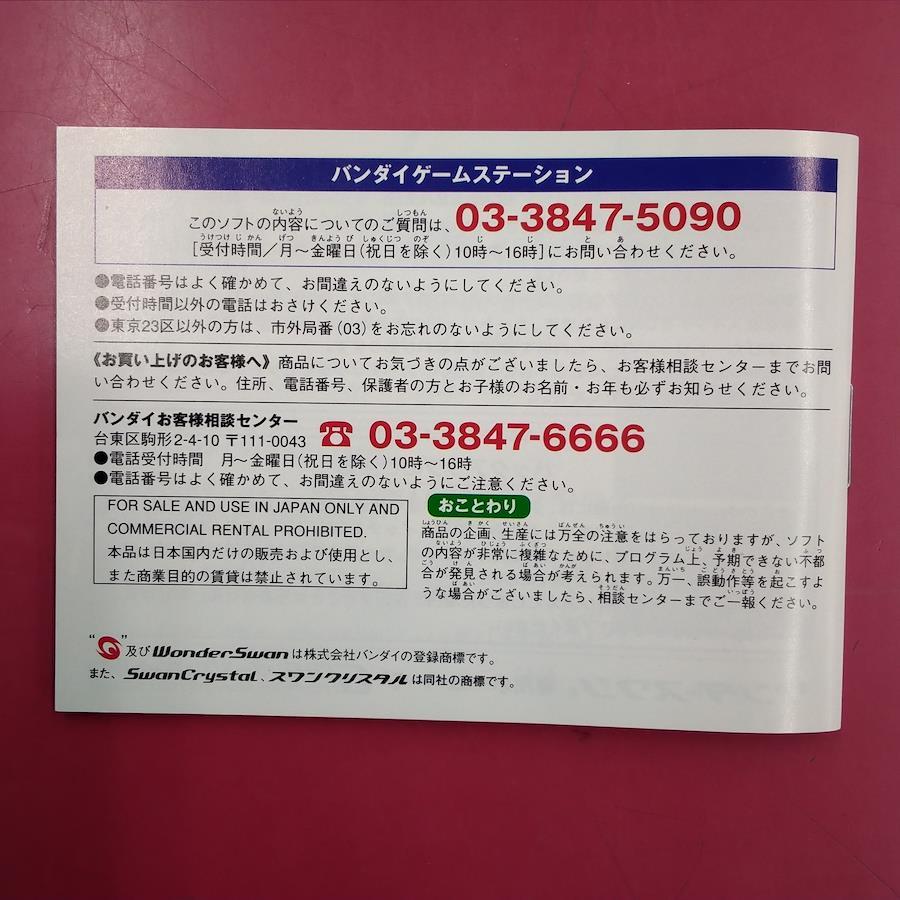 バンダイゲームステーション
このソフトの内容についてのご質問は、03-3847-5090
[受付時間/月〜金曜日(祝日を除く)10時〜16時]にお問い合わせください。
●電話番号はよく確かめて、お間違えのないようにしてください。
●受付時間以外の電話はおさけください。
●東京23区以外の方は、市外局番(03)をお忘れのないようにしてください。
《お買い上げのお客様へ》商品についてお気づきの点がございましたら、お客様相談センターまでお問
い合わせください。住所、電話番号、保護者の方とお子様のお名前・お年も必ずお知らせください。
バンダイお客様相談センター
台東区駒形2-4-10 〒111-0043 ☎ 03-3847-6666
●電話受付時間 月〜金曜日(祝日を除く)10時〜16時
●電話番号はよく確かめて、お間違えのないようにご注意ください。
FOR SALE AND USE IN JAPAN ONLY AND
COMMERCIAL RENTAL PROHIBITED.
本品は日本国内だけの販売および使用とし、
また商業目的の賃貸は禁止されています。
おことわり
商品の企画、生産には万全の注意をはらっておりますが、ソフト
の内容が非常に複雑なために、プログラム上、予期できない不都
合が発見される場合が考えられます。万一、誤動作等を起こすよ
うな場合がございましたら、相談センターまでご一報ください。
“ ”及びWonderSwanは株式会社バンダイの登録商標です。
また、SwanCrystal、スワンクリスタルは同社の商標です。